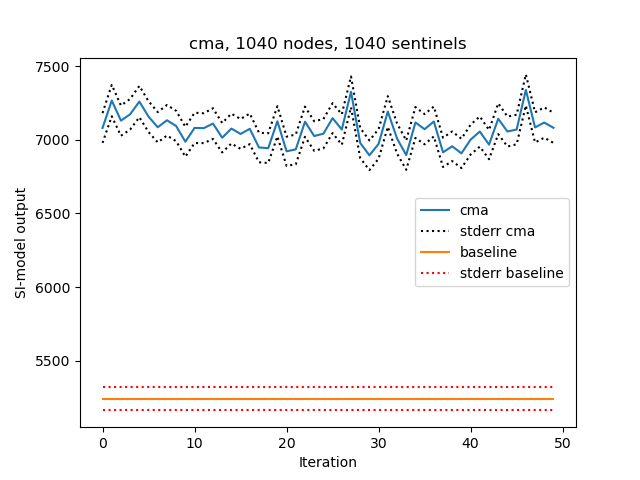 cma, 1040 nodes, 1040 sentinels
7500
7000
6500
6000
5500
SI-model output
cma
stderr cma
baseline
stderr baseline
0 10 20 30 40 50
Iteration